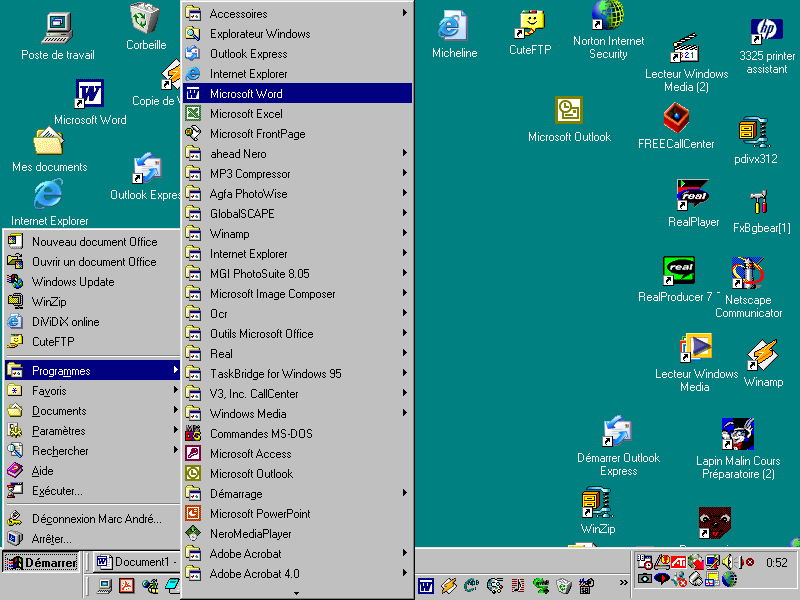 Poste de travail
Corbeille
Microsoft Word
Copie de
Mes documents
Outlook Expres
Internet Explorer
Nouveau document Office
Ouvrir un document Office
Windows Update
WinZip
DiViDiX online
CuteFTP
Programmes
Favoris
Documents
Paramètres
Rechercher
Aide
Exécuter...
Déconnexion Marc André...
Arrêter...
Démarrer
Document1 -
Accessoires
Explorateur Windows
Outlook Express
Internet Explorer
Microsoft Word
Microsoft Excel
Microsoft FrontPage
ahead Nero
MP3 Compressor
Agfa PhotoWise
GlobalSCAPE
Winamp
Internet Explorer
MGI PhotoSuite 8.05
Microsoft Image Composer
Ocr
Outils Microsoft Office
Real
TaskBridge for Windows 95
V3, Inc. CallCenter
Windows Media
Commandes MS-DOS
Microsoft Access
Microsoft Outlook
Démarrage
Microsoft PowerPoint
NeroMediaPlayer
Adobe Acrobat
Adobe Acrobat 4.0
Micheline
CuteFTP
Norton Internet
Security
Lecteur Windows
Media (2)
3325 printer
assistant
Microsoft Outlook
FREECallCenter
pdivx312
RealPlayer
FxBgbear[1]
RealProducer 7
Netscape
Communicator
Lecteur Windows
Media
Winamp
Démarrer Outlook
Express
Lapin Malin Cours
Préparatoire (2)
WinZip
0:52